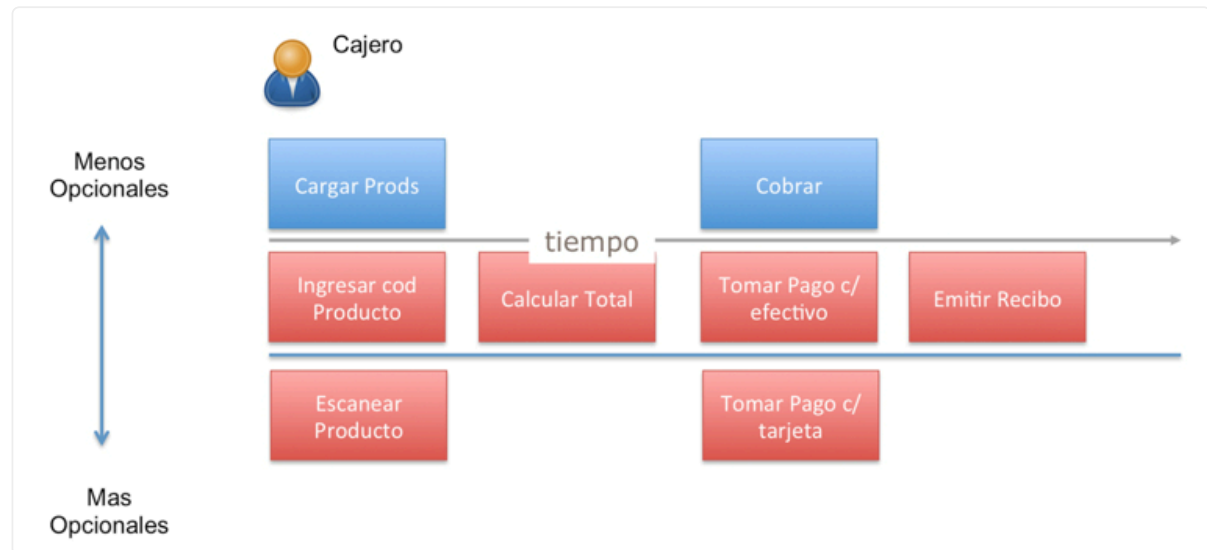 Cajero
Menos
Opcionales
Cargar Prods
Cobrar
tiempo
Ingresar cod
Producto
Calcular Total
Tomar Pago c/
efectivo
Emitir Recibo
Escanear
Producto
Tomar Pago c/
tarjeta
Mas
Opcionales